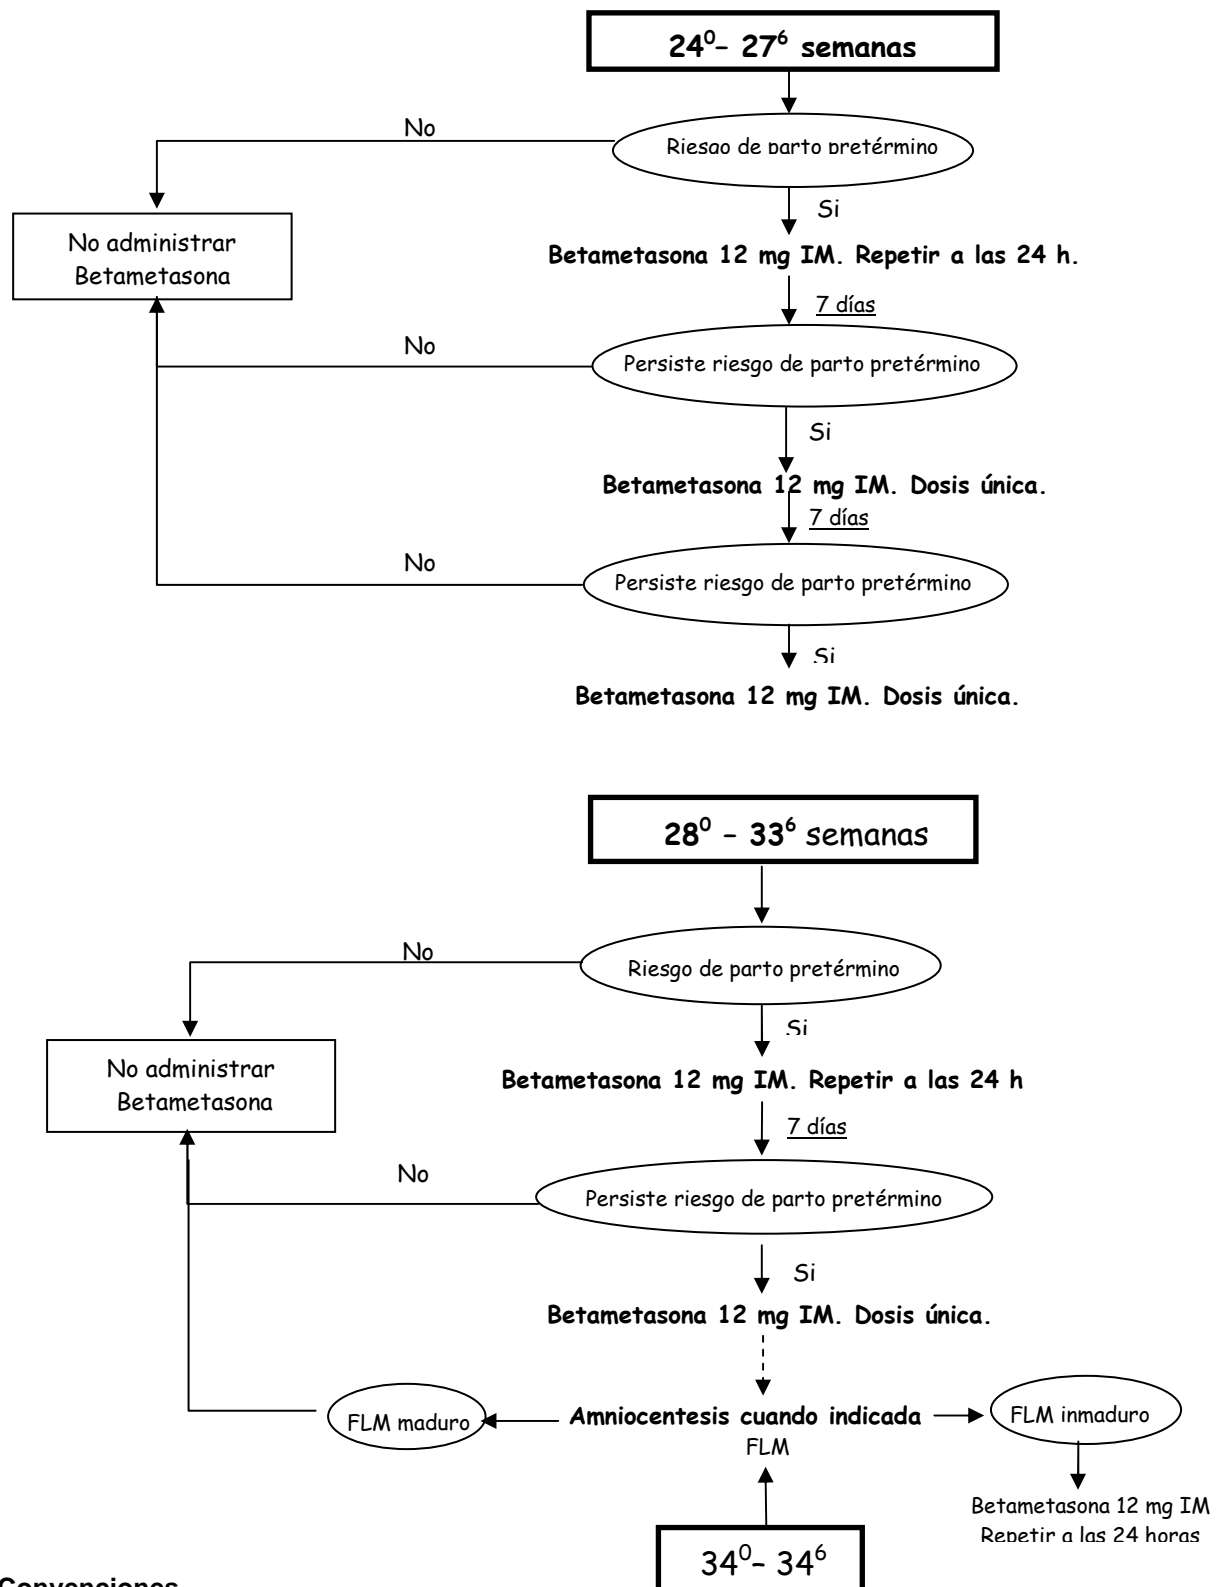 24⁰– 27⁶ semanas
No
Riesgo de parto pretérmino
Si
No administrar
Betametasona
Betametasona 12 mg IM. Repetir a las 24 h.
7 días
No
Persiste riesgo de parto pretérmino
Si
Betametasona 12 mg IM. Dosis única.
7 días
No
Persiste riesgo de parto pretérmino
Si
Betametasona 12 mg IM. Dosis única.
28⁰ – 33⁶ semanas
No
Riesgo de parto pretérmino
Si
No administrar
Betametasona
Betametasona 12 mg IM. Repetir a las 24 h
7 días
No
Persiste riesgo de parto pretérmino
Si
Betametasona 12 mg IM. Dosis única.
FLM maduro
Amniocentesis cuando indicada
FLM
FLM inmaduro
Betametasona 12 mg IM
Repetir a las 24 horas
34⁰– 34⁶
Convenciones